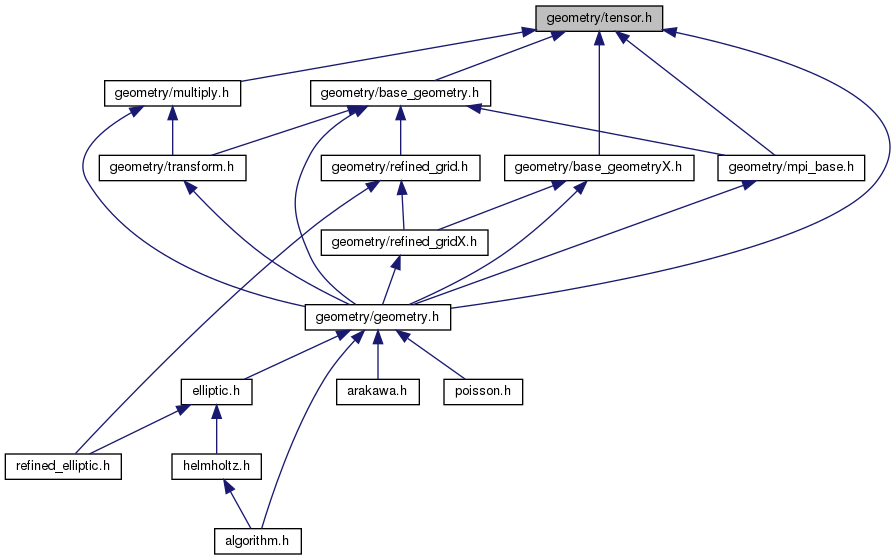 geometry/tensor.h
geometry/multiply.h
geometry/base_geometry.h
geometry/transform.h
geometry/refined_grid.h
geometry/base_geometryX.h
geometry/mpi_base.h
geometry/refined_gridX.h
geometry/geometry.h
elliptic.h
arakawa.h
poisson.h
refined_elliptic.h
helmholtz.h
algorithm.h